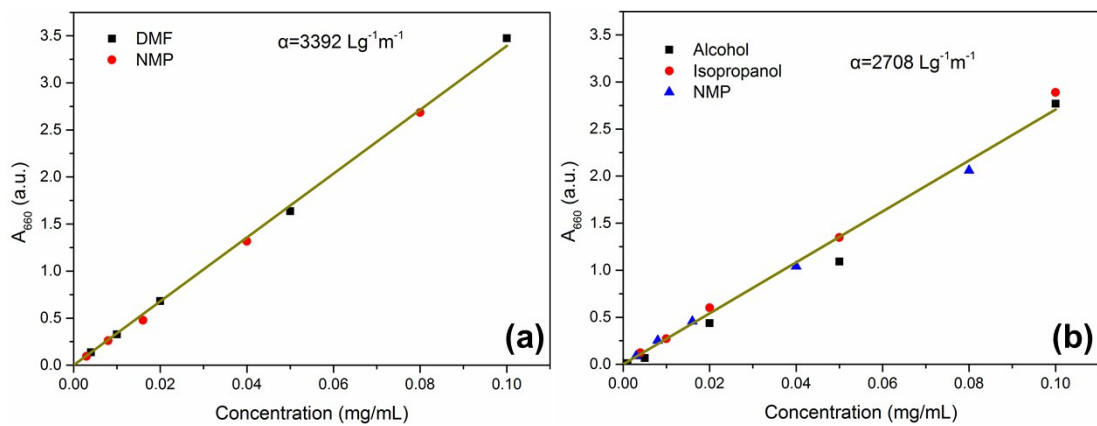 DMF
NMP
α=3392 Lg⁻¹m⁻¹
3.5
3.0
2.5
2.0
1.5
1.0
0.5
0.0
A₆₆₀ (a.u.)
0.00 0.02 0.04 0.06 0.08 0.10
Concentration (mg/mL)
(a)
Alcohol
Isopropanol
NMP
α=2708 Lg⁻¹m⁻¹
3.5
3.0
2.5
2.0
1.5
1.0
0.5
0.0
A₆₆₀ (a.u.)
0.00 0.02 0.04 0.06 0.08 0.10
Concentration (mg/mL)
(b)